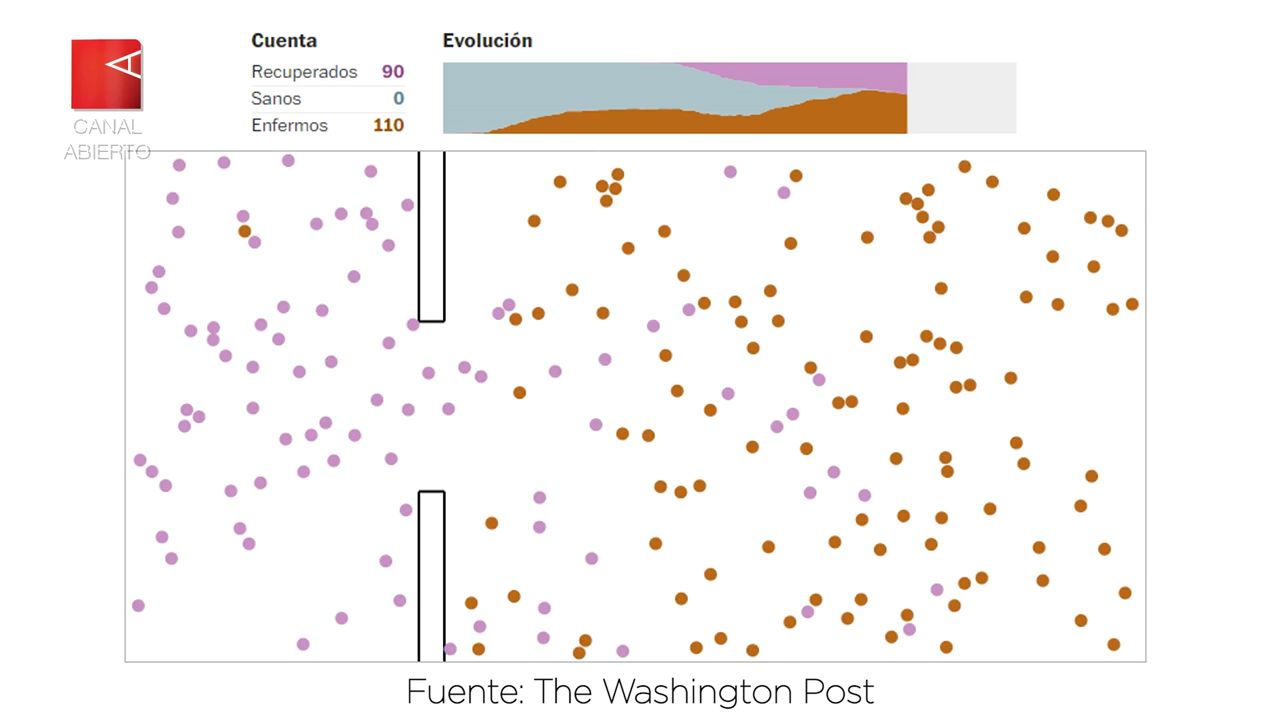 A
CANAL
ABIERTO
Cuenta
Recuperados 90
Sanos 0
Enfermos 110
Evolución
Fuente: The Washington Post